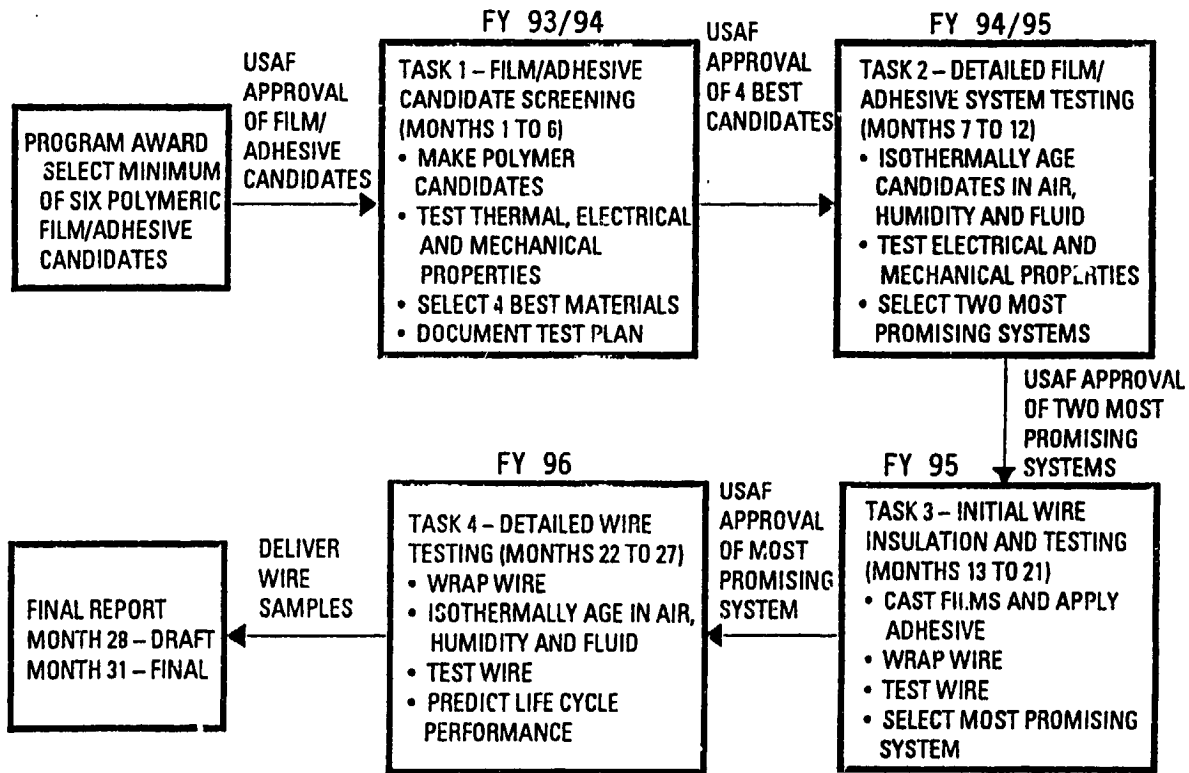 PROGRAM AWARD
SELECT MINIMUM
OF SIX POLYMERIC
FILM/ADHESIVE
CANDIDATES
USAF
APPROVAL
OF FILM/
ADHESIVE
CANDIDATES
FY 93/94
TASK 1 – FILM/ADHESIVE
CANDIDATE SCREENING
(MONTHS 1 TO 6)
• MAKE POLYMER
CANDIDATES
• TEST THERMAL, ELECTRICAL
AND MECHANICAL
PROPERTIES
• SELECT 4 BEST MATERIALS
• DOCUMENT TEST PLAN
USAF
APPROVAL
OF 4 BEST
CANDIDATES
FY 94/95
TASK 2 – DETAILED FILM/
ADHESIVE SYSTEM TESTING
(MONTHS 7 TO 12)
• ISOTHERMALLY AGE
CANDIDATES IN AIR,
HUMIDITY AND FLUID
• TEST ELECTRICAL AND
MECHANICAL PROPERTIES
• SELECT TWO MOST
PROMISING SYSTEMS
USAF APPROVAL
OF TWO MOST
PROMISING
SYSTEMS
FY 95
TASK 3 – INITIAL WIRE
INSULATION AND TESTING
(MONTHS 13 TO 21)
• CAST FILMS AND APPLY
ADHESIVE
• WRAP WIRE
• TEST WIRE
• SELECT MOST PROMISING
SYSTEM
USAF
APPROVAL
OF MOST
PROMISING
SYSTEM
FY 96
TASK 4 – DETAILED WIRE
TESTING (MONTHS 22 TO 27)
• WRAP WIRE
• ISOTHERMALLY AGE IN AIR,
HUMIDITY AND FLUID
• TEST WIRE
• PREDICT LIFE CYCLE
PERFORMANCE
DELIVER
WIRE
SAMPLES
FINAL REPORT
MONTH 28 – DRAFT
MONTH 31 – FINAL